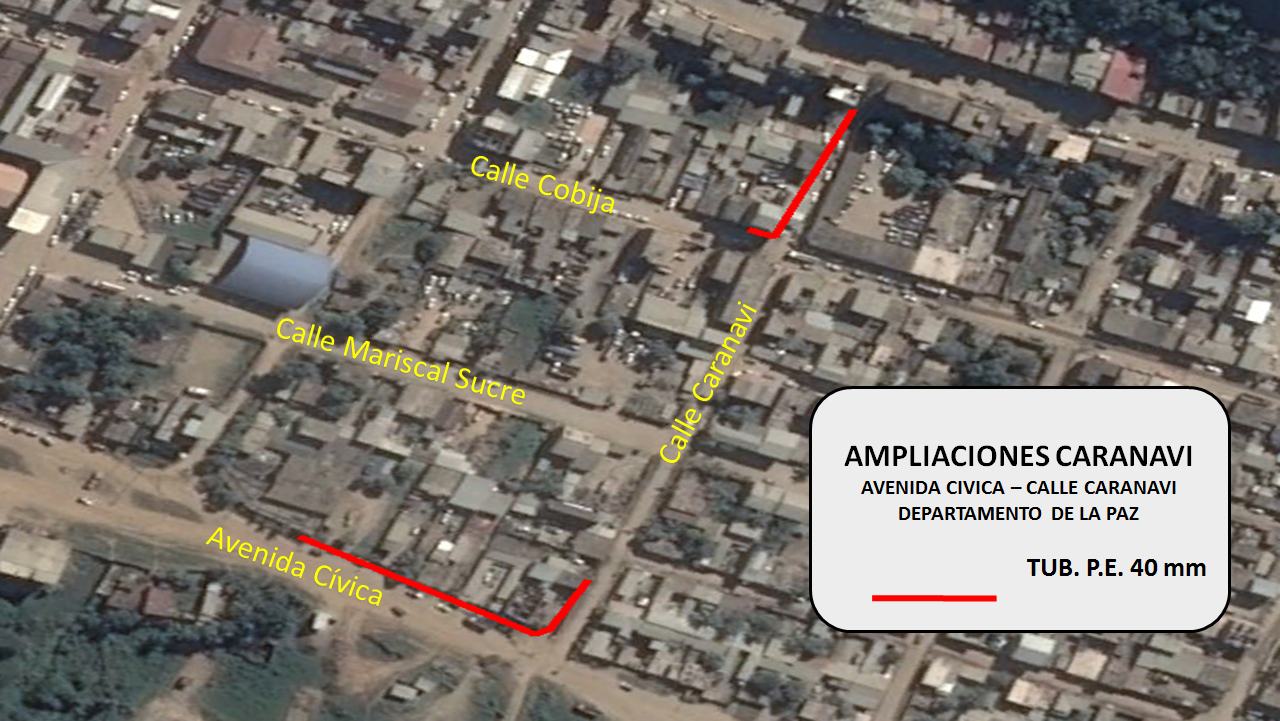 Calle Cobija
Calle Mariscal Sucre
Calle Caranavi
Avenida Cívica
AMPLIACIONES CARANAVI
AVENIDA CIVICA – CALLE CARANAVI
DEPARTAMENTO DE LA PAZ
TUB. P.E. 40 mm